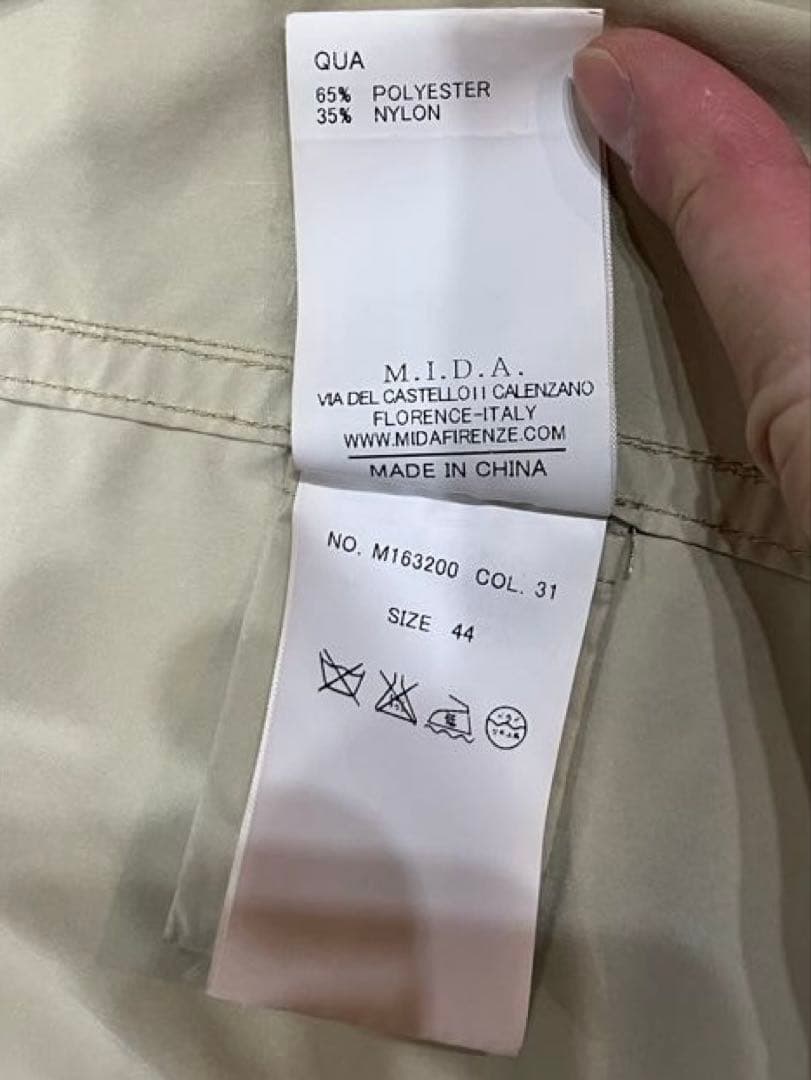 QUA
65% POLYESTER
35% NYLON
M.I.D.A.
VIA DEL CASTELLO11 CALENZANO
FLORENCE-ITALY
WWW.MIDAFIRENZE.COM
MADE IN CHINA
NO. M163200 COL. 31
SIZE 44